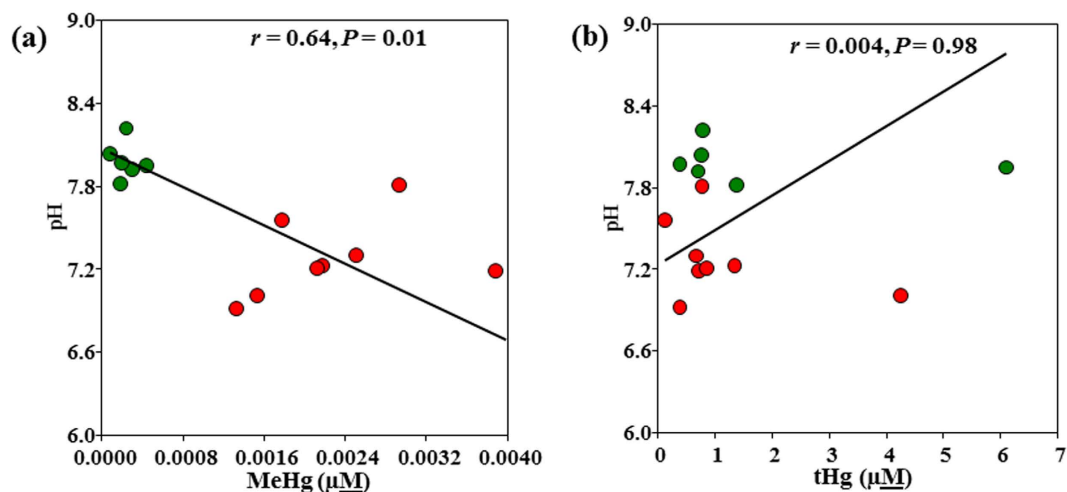 (a)
r = 0.64, P = 0.01
9.0
8.4
7.8
7.2
6.6
6.0
pH
0.0000 0.0008 0.0016 0.0024 0.0032 0.0040
MeHg (µM)
(b)
r = 0.004, P = 0.98
9.0
8.4
7.8
7.2
6.6
6.0
pH
0 1 2 3 4 5 6 7
tHg (µM)